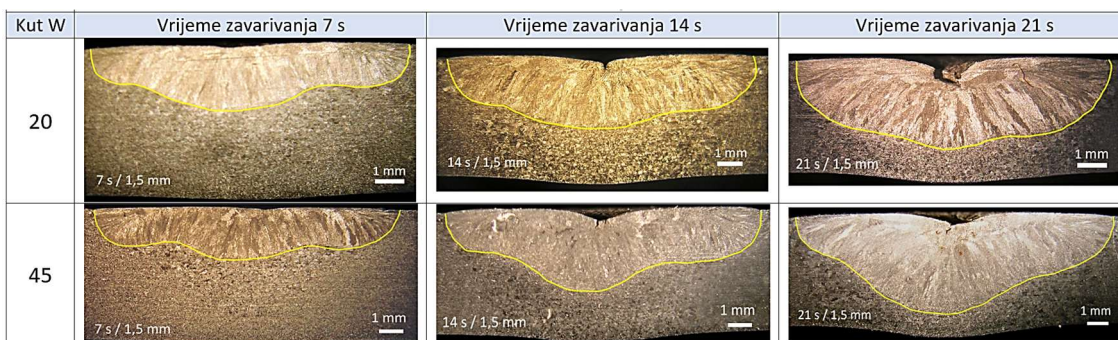 Kut W
Vrijeme zavarivanja 7 s
Vrijeme zavarivanja 14 s
Vrijeme zavarivanja 21 s
20
7 s / 1,5 mm
1 mm
14 s / 1,5 mm
1 mm
21 s / 1,5 mm
1 mm
45
7 s / 1,5 mm
1 mm
14 s / 1,5 mm
1 mm
21 s / 1,5 mm
1 mm